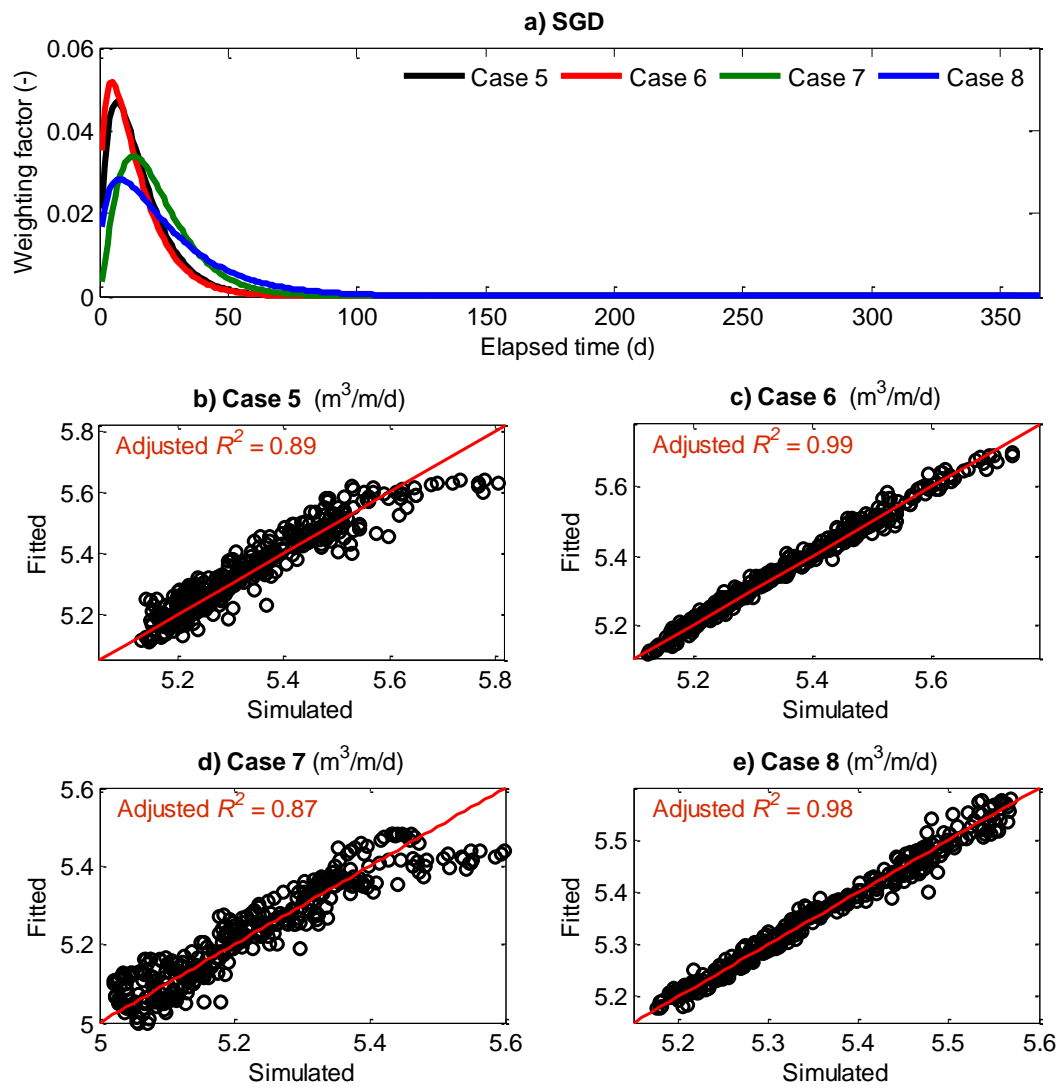 a) SGD
0.06
0.04
0.02
0
Weighting factor (-)
Case 5 Case 6 Case 7 Case 8
0 50 100 150 200 250 300 350
Elapsed time (d)
b) Case 5 (m³/m/d)
Adjusted R² = 0.89
5.8
5.6
5.4
5.2
Fitted
5.2 5.4 5.6 5.8
Simulated
c) Case 6 (m³/m/d)
Adjusted R² = 0.99
5.6
5.4
5.2
Fitted
5.2 5.4 5.6
Simulated
d) Case 7 (m³/m/d)
Adjusted R² = 0.87
5.6
5.4
5.2
5
Fitted
5 5.2 5.4 5.6
Simulated
e) Case 8 (m³/m/d)
Adjusted R² = 0.98
5.5
5.4
5.3
5.2
Fitted
5.2 5.3 5.4 5.5 5.6
Simulated